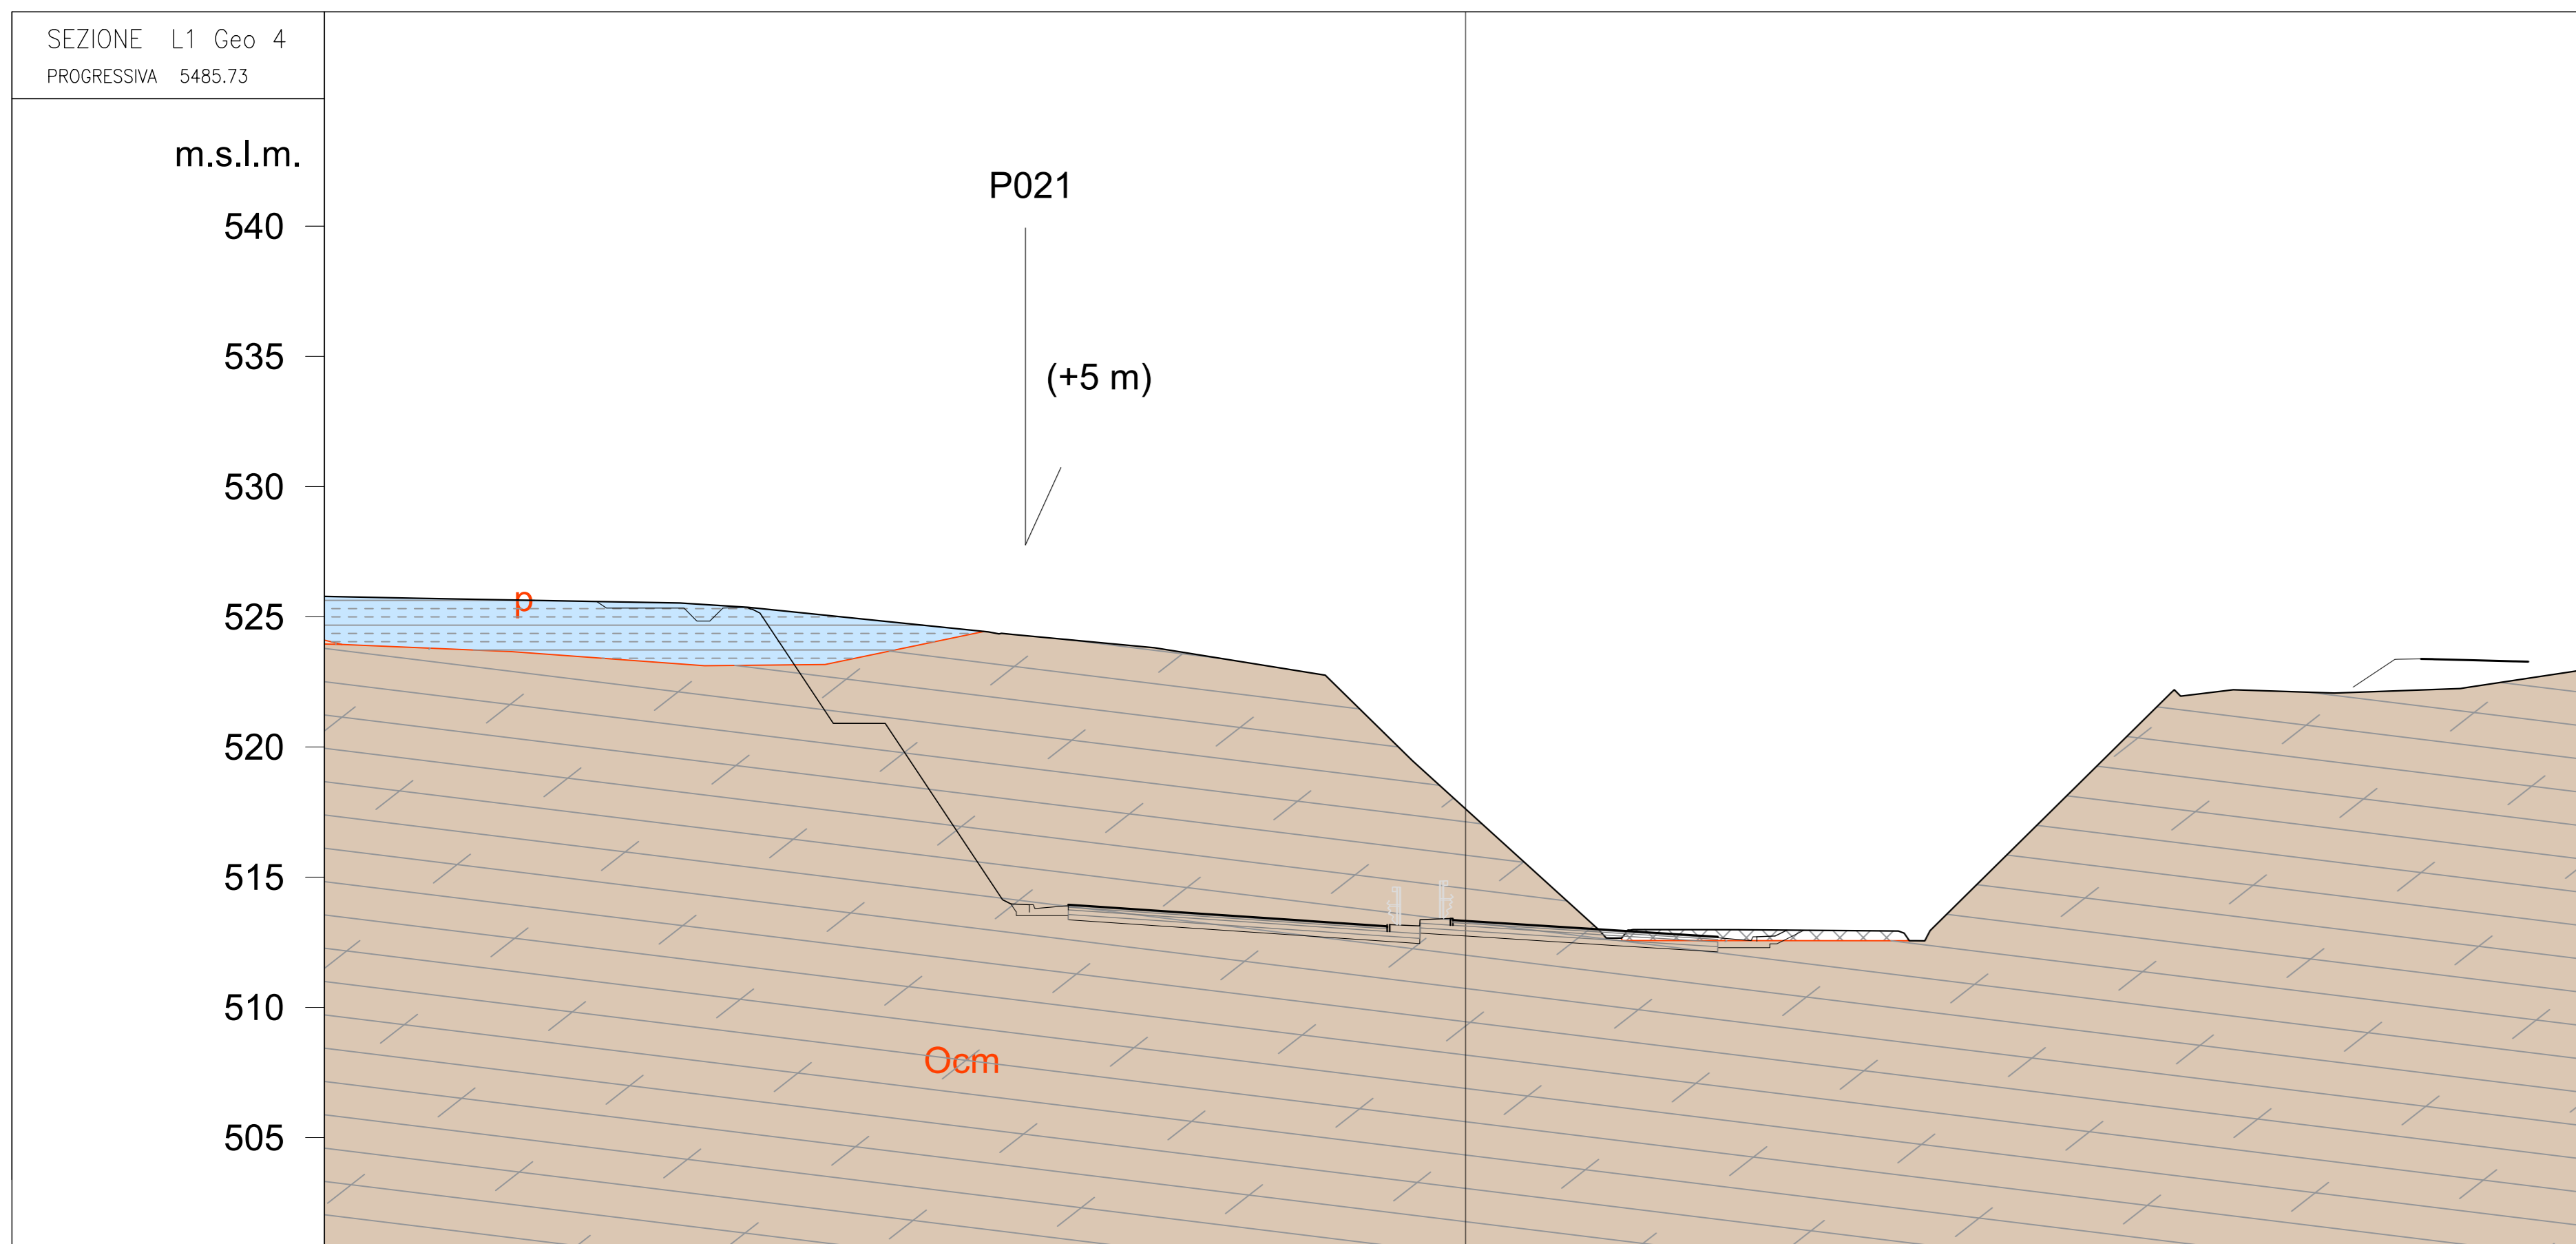 SEZIONE L1 Geo 4
PROGRESSIVA 5485.73
m.s.l.m.
P021
540
535
(+5 m)
530
525
p
520
515
510
Ocm
505